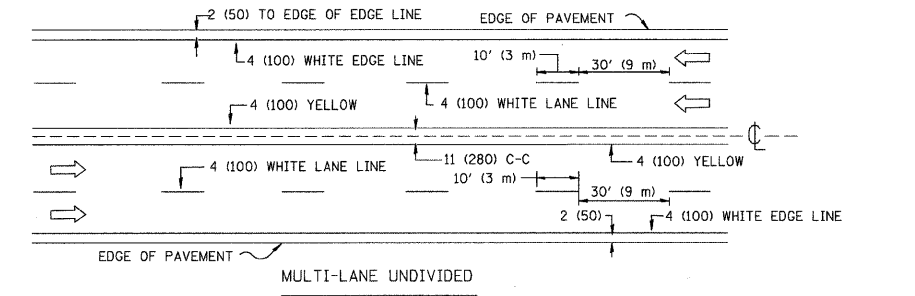 2 (50) TO EDGE OF EDGE LINE
EDGE OF PAVEMENT
4 (100) WHITE EDGE LINE
10' (3 m)
30' (9 m)
4 (100) YELLOW
4 (100) WHITE LANE LINE
℄
4 (100) WHITE LANE LINE
11 (280) C-C
4 (100) YELLOW
10' (3 m)
30' (9 m)
2 (50)
4 (100) WHITE EDGE LINE
EDGE OF PAVEMENT
MULTI-LANE UNDIVIDED